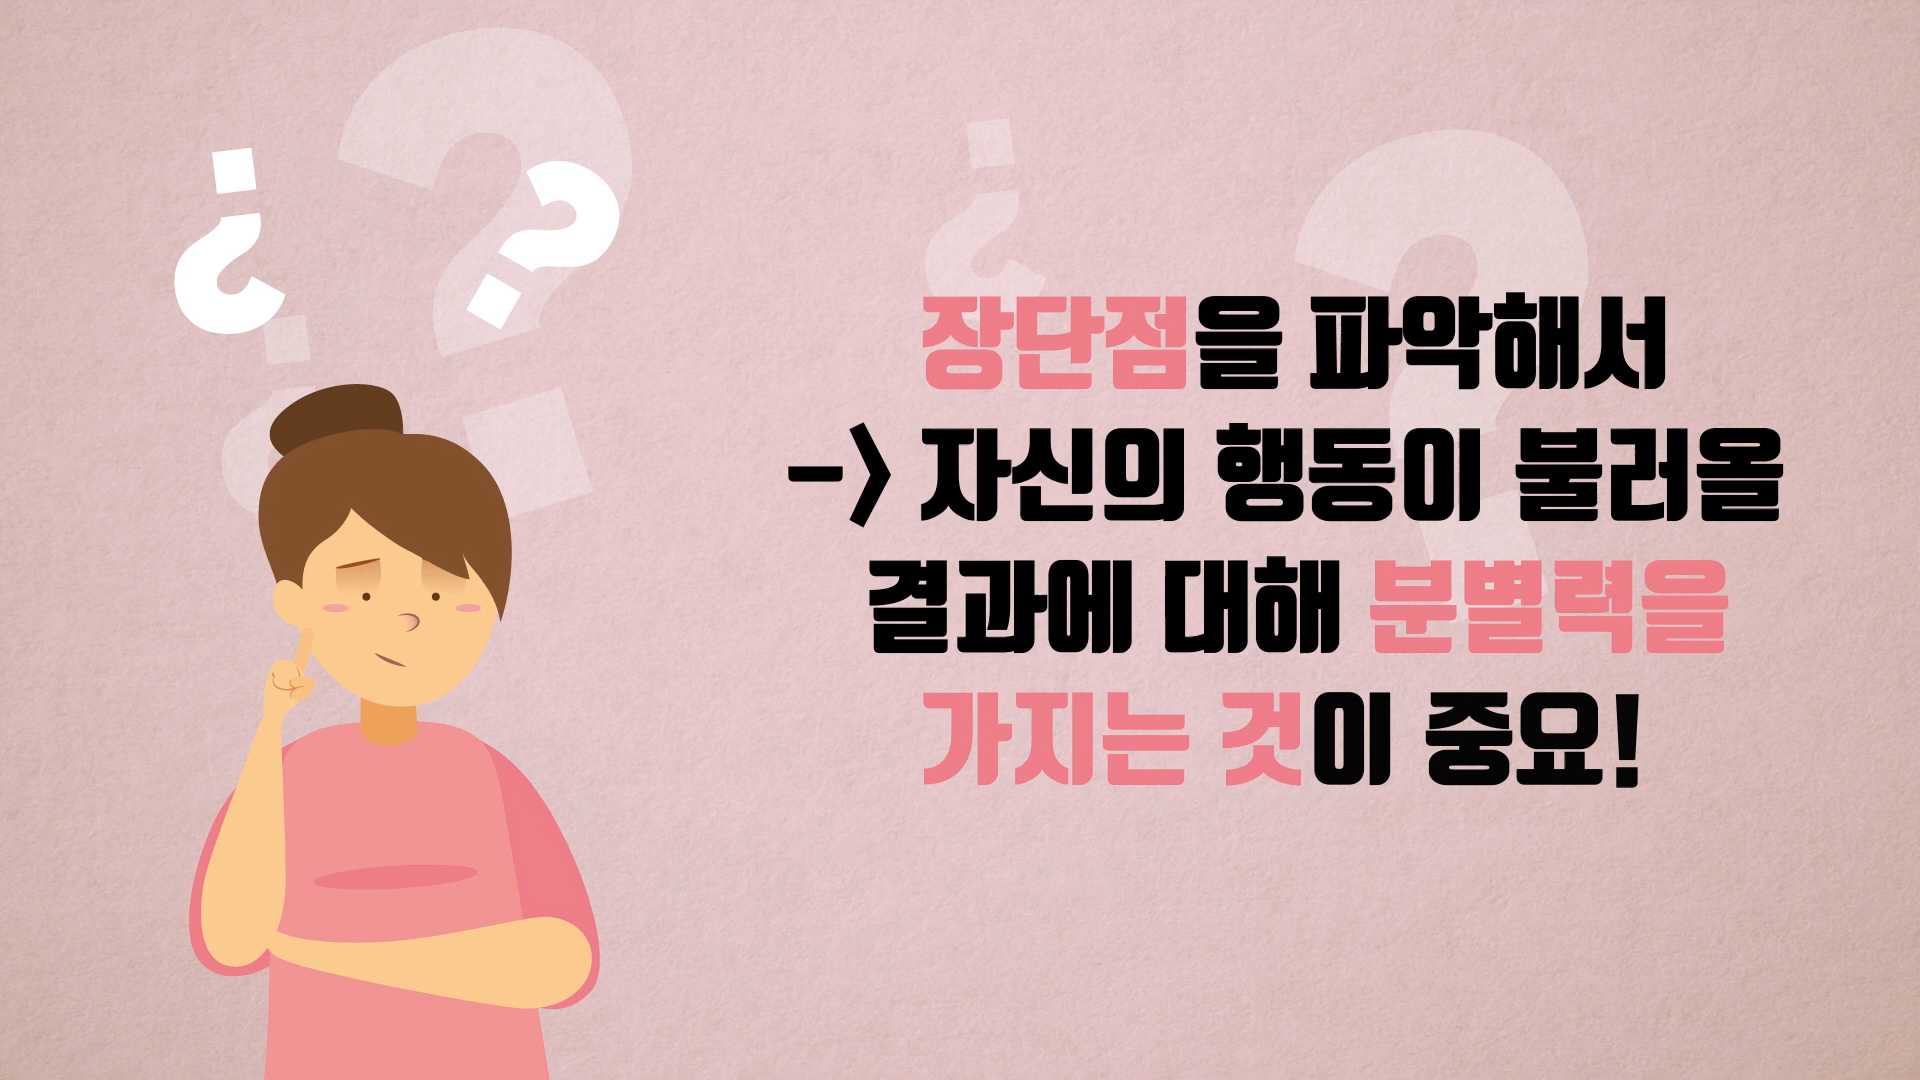 ¿ ? ? ¿ ¿ ?
장단점을 파악해서
-> 자신의 행동이 불러올
결과에 대해 분별력을
가지는 것이 중요!